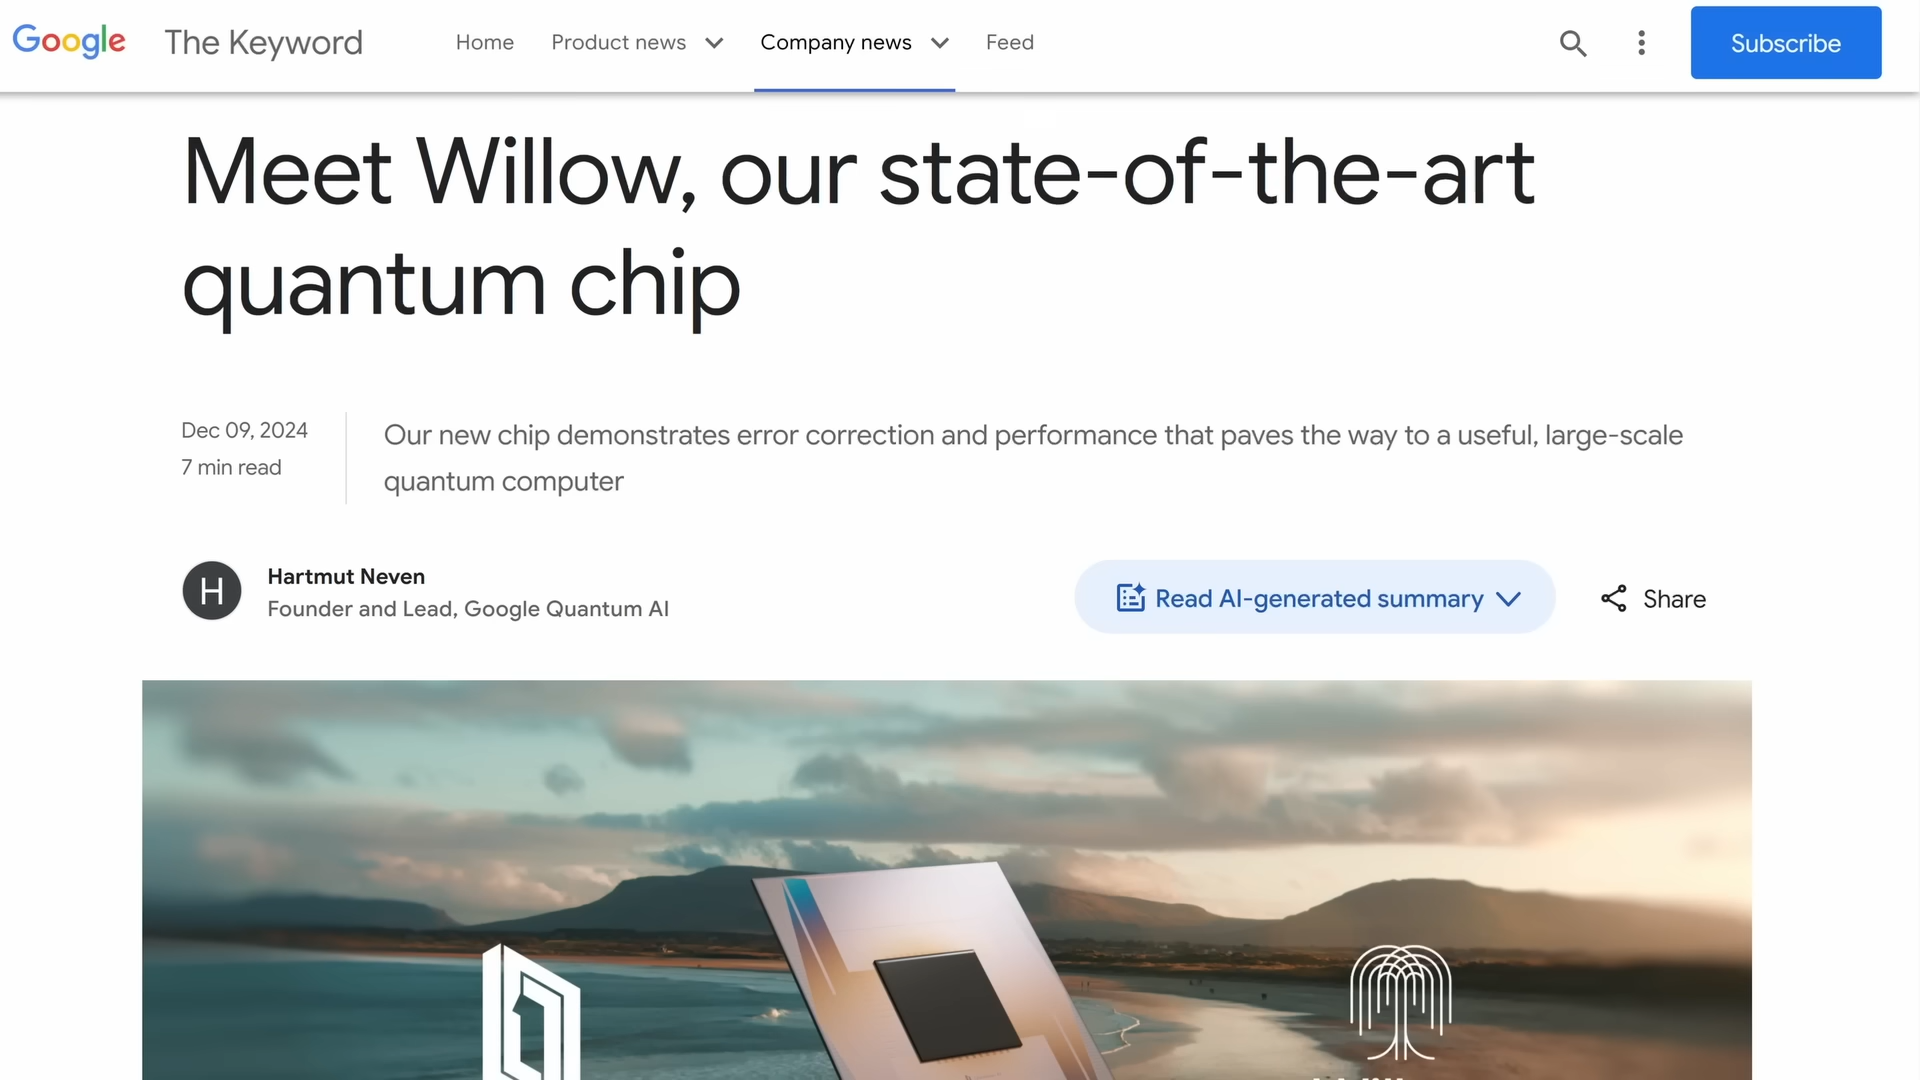 Google The Keyword Home Product news Company news Feed Subscribe
Meet Willow, our state-of-the-art
quantum chip
Dec 09, 2024
7 min read
Our new chip demonstrates error correction and performance that paves the way to a useful, large-scale
quantum computer
H
Hartmut Neven
Founder and Lead, Google Quantum AI
Read AI-generated summary
Share